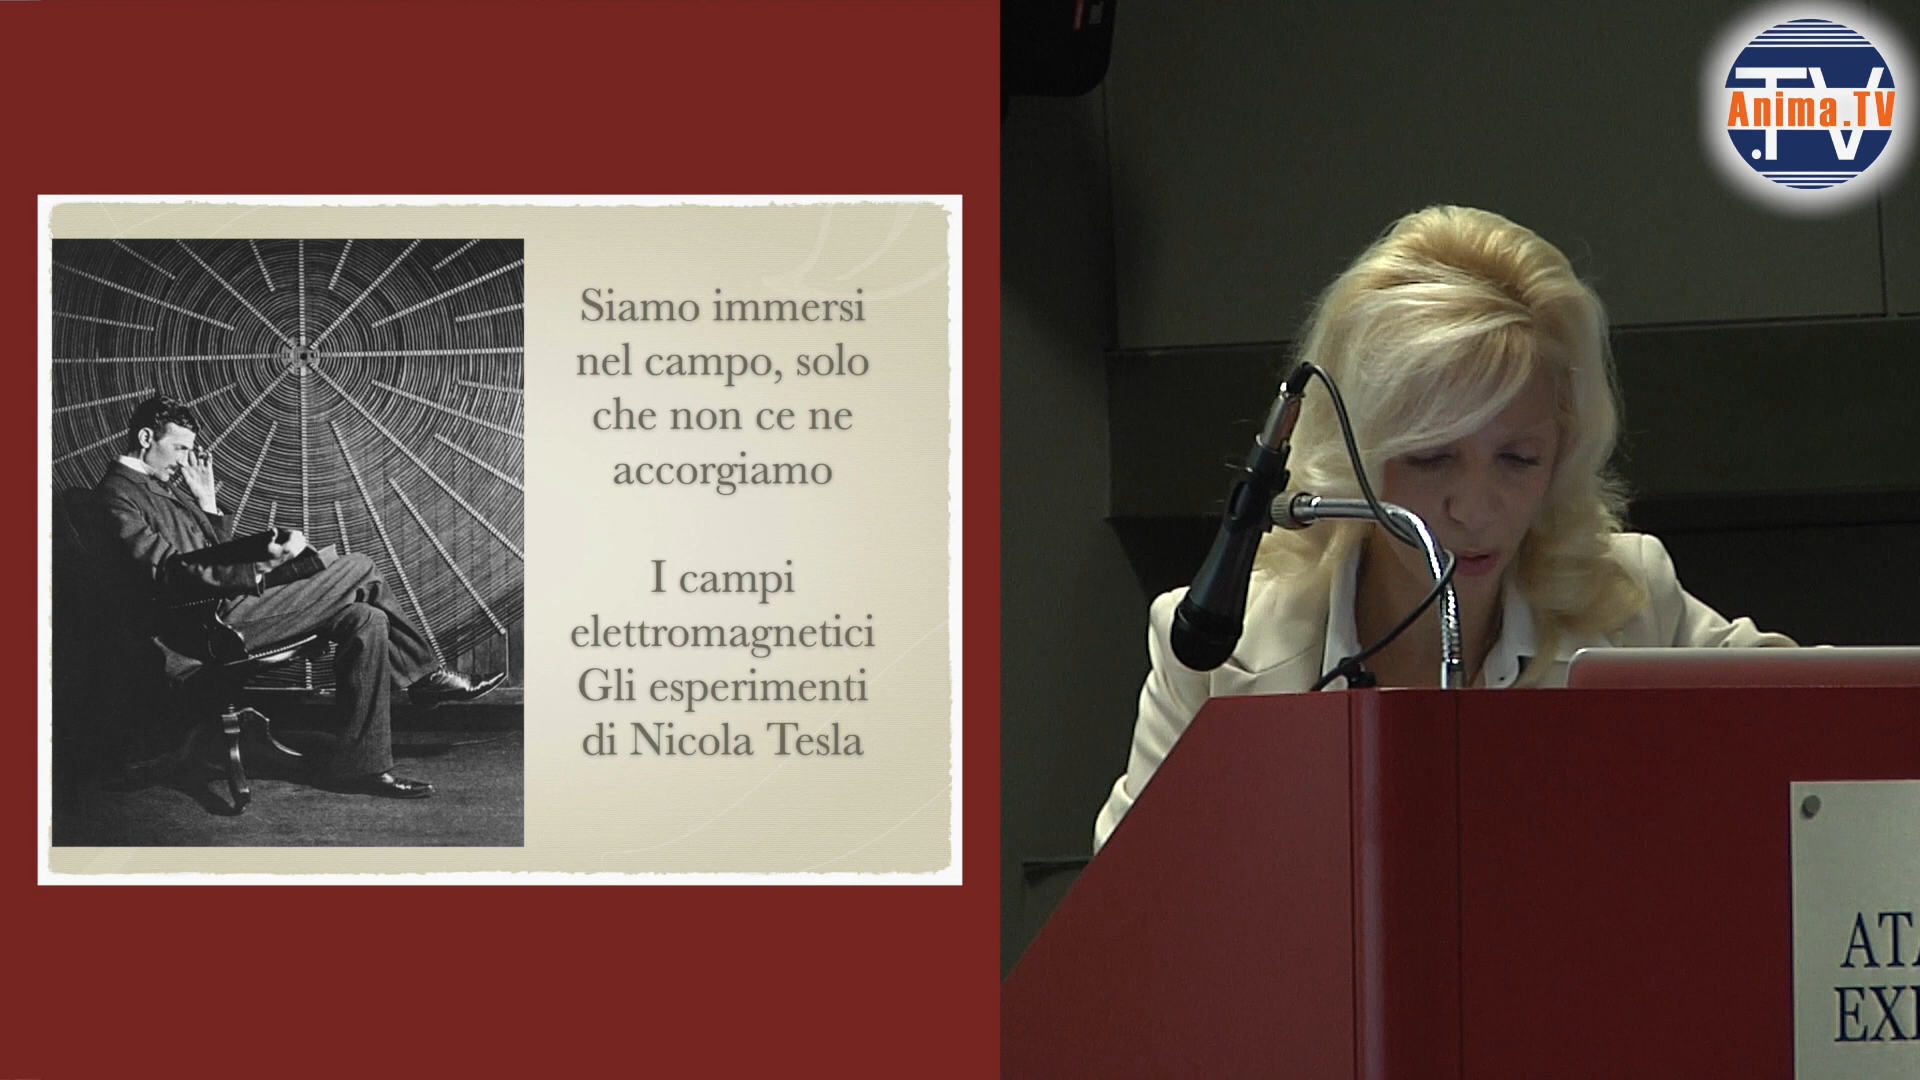 Siamo immersi
nel campo, solo
che non ce ne
accorgiamo
I campi
elettromagnetici
Gli esperimenti
di Nicola Tesla
.TV
Anima.TV